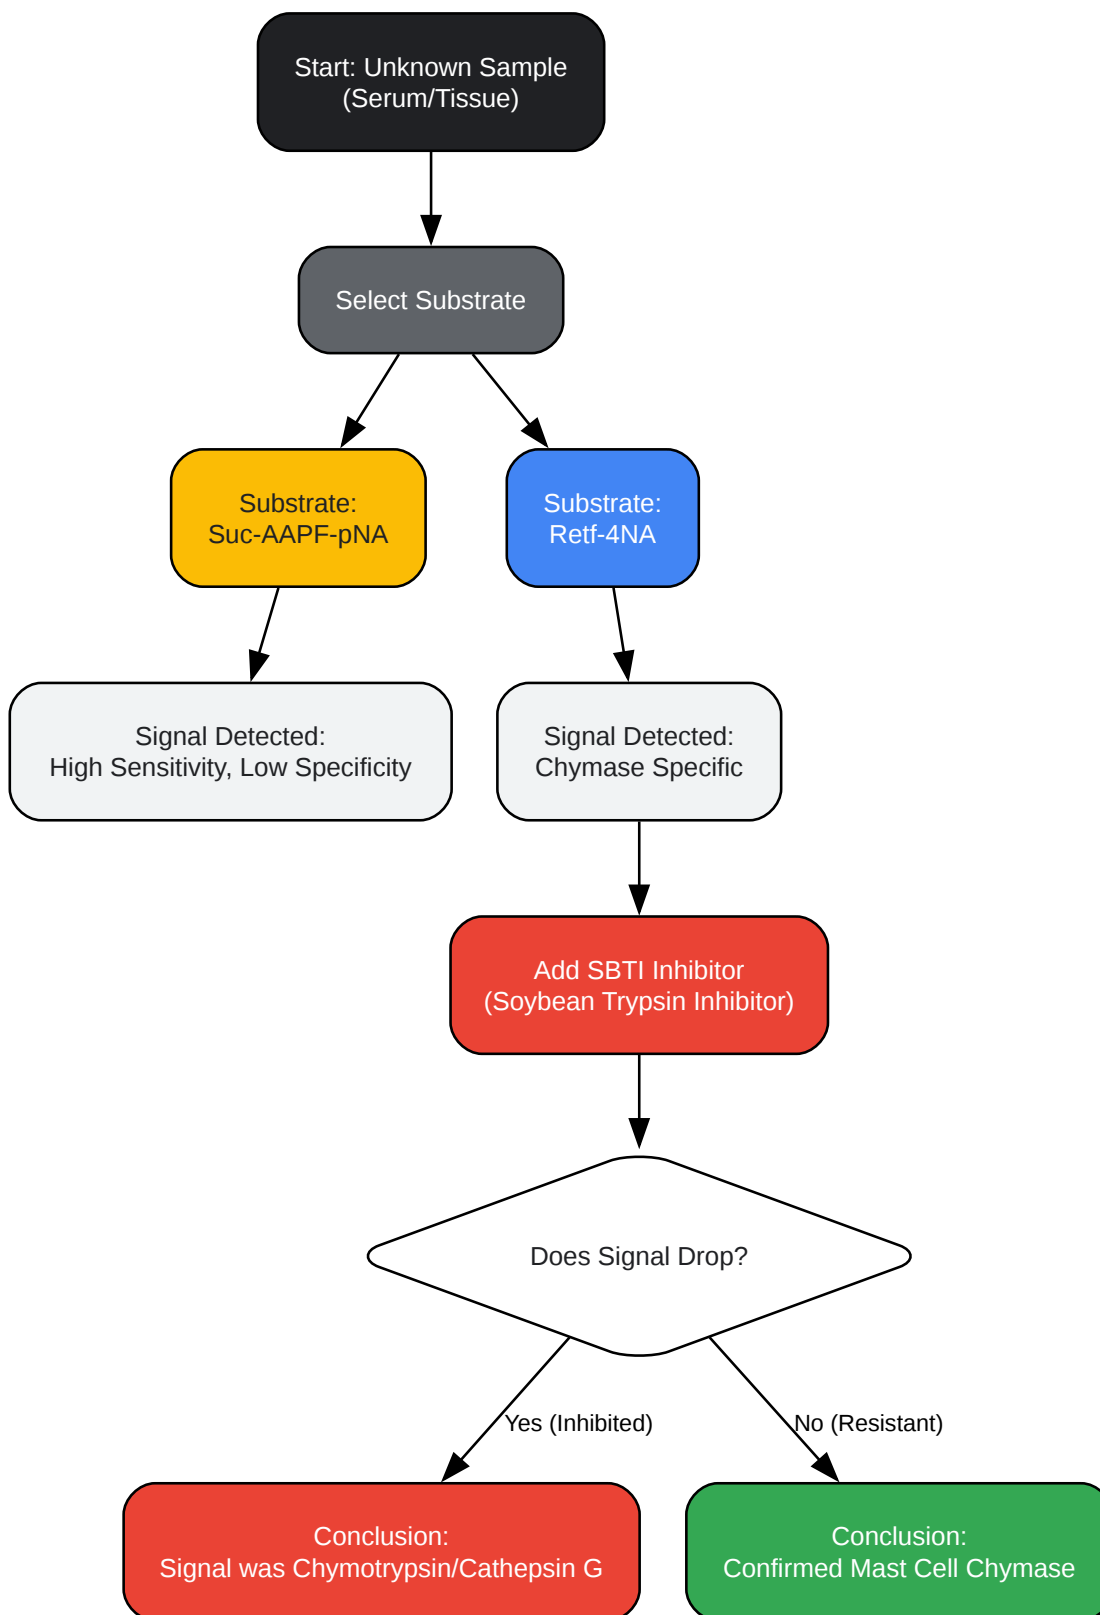 Start: Unknown Sample
(Serum/Tissue)
Select Substrate
Substrate:
Suc-AAPF-pNA
Substrate:
Retf-4NA
Signal Detected:
High Sensitivity, Low Specificity
Signal Detected:
Chymase Specific
Add SBTI Inhibitor
(Soybean Trypsin Inhibitor)
Does Signal Drop?
Yes (Inhibited)
No (Resistant)
Conclusion:
Signal was Chymotrypsin/Cathepsin G
Conclusion:
Confirmed Mast Cell Chymase